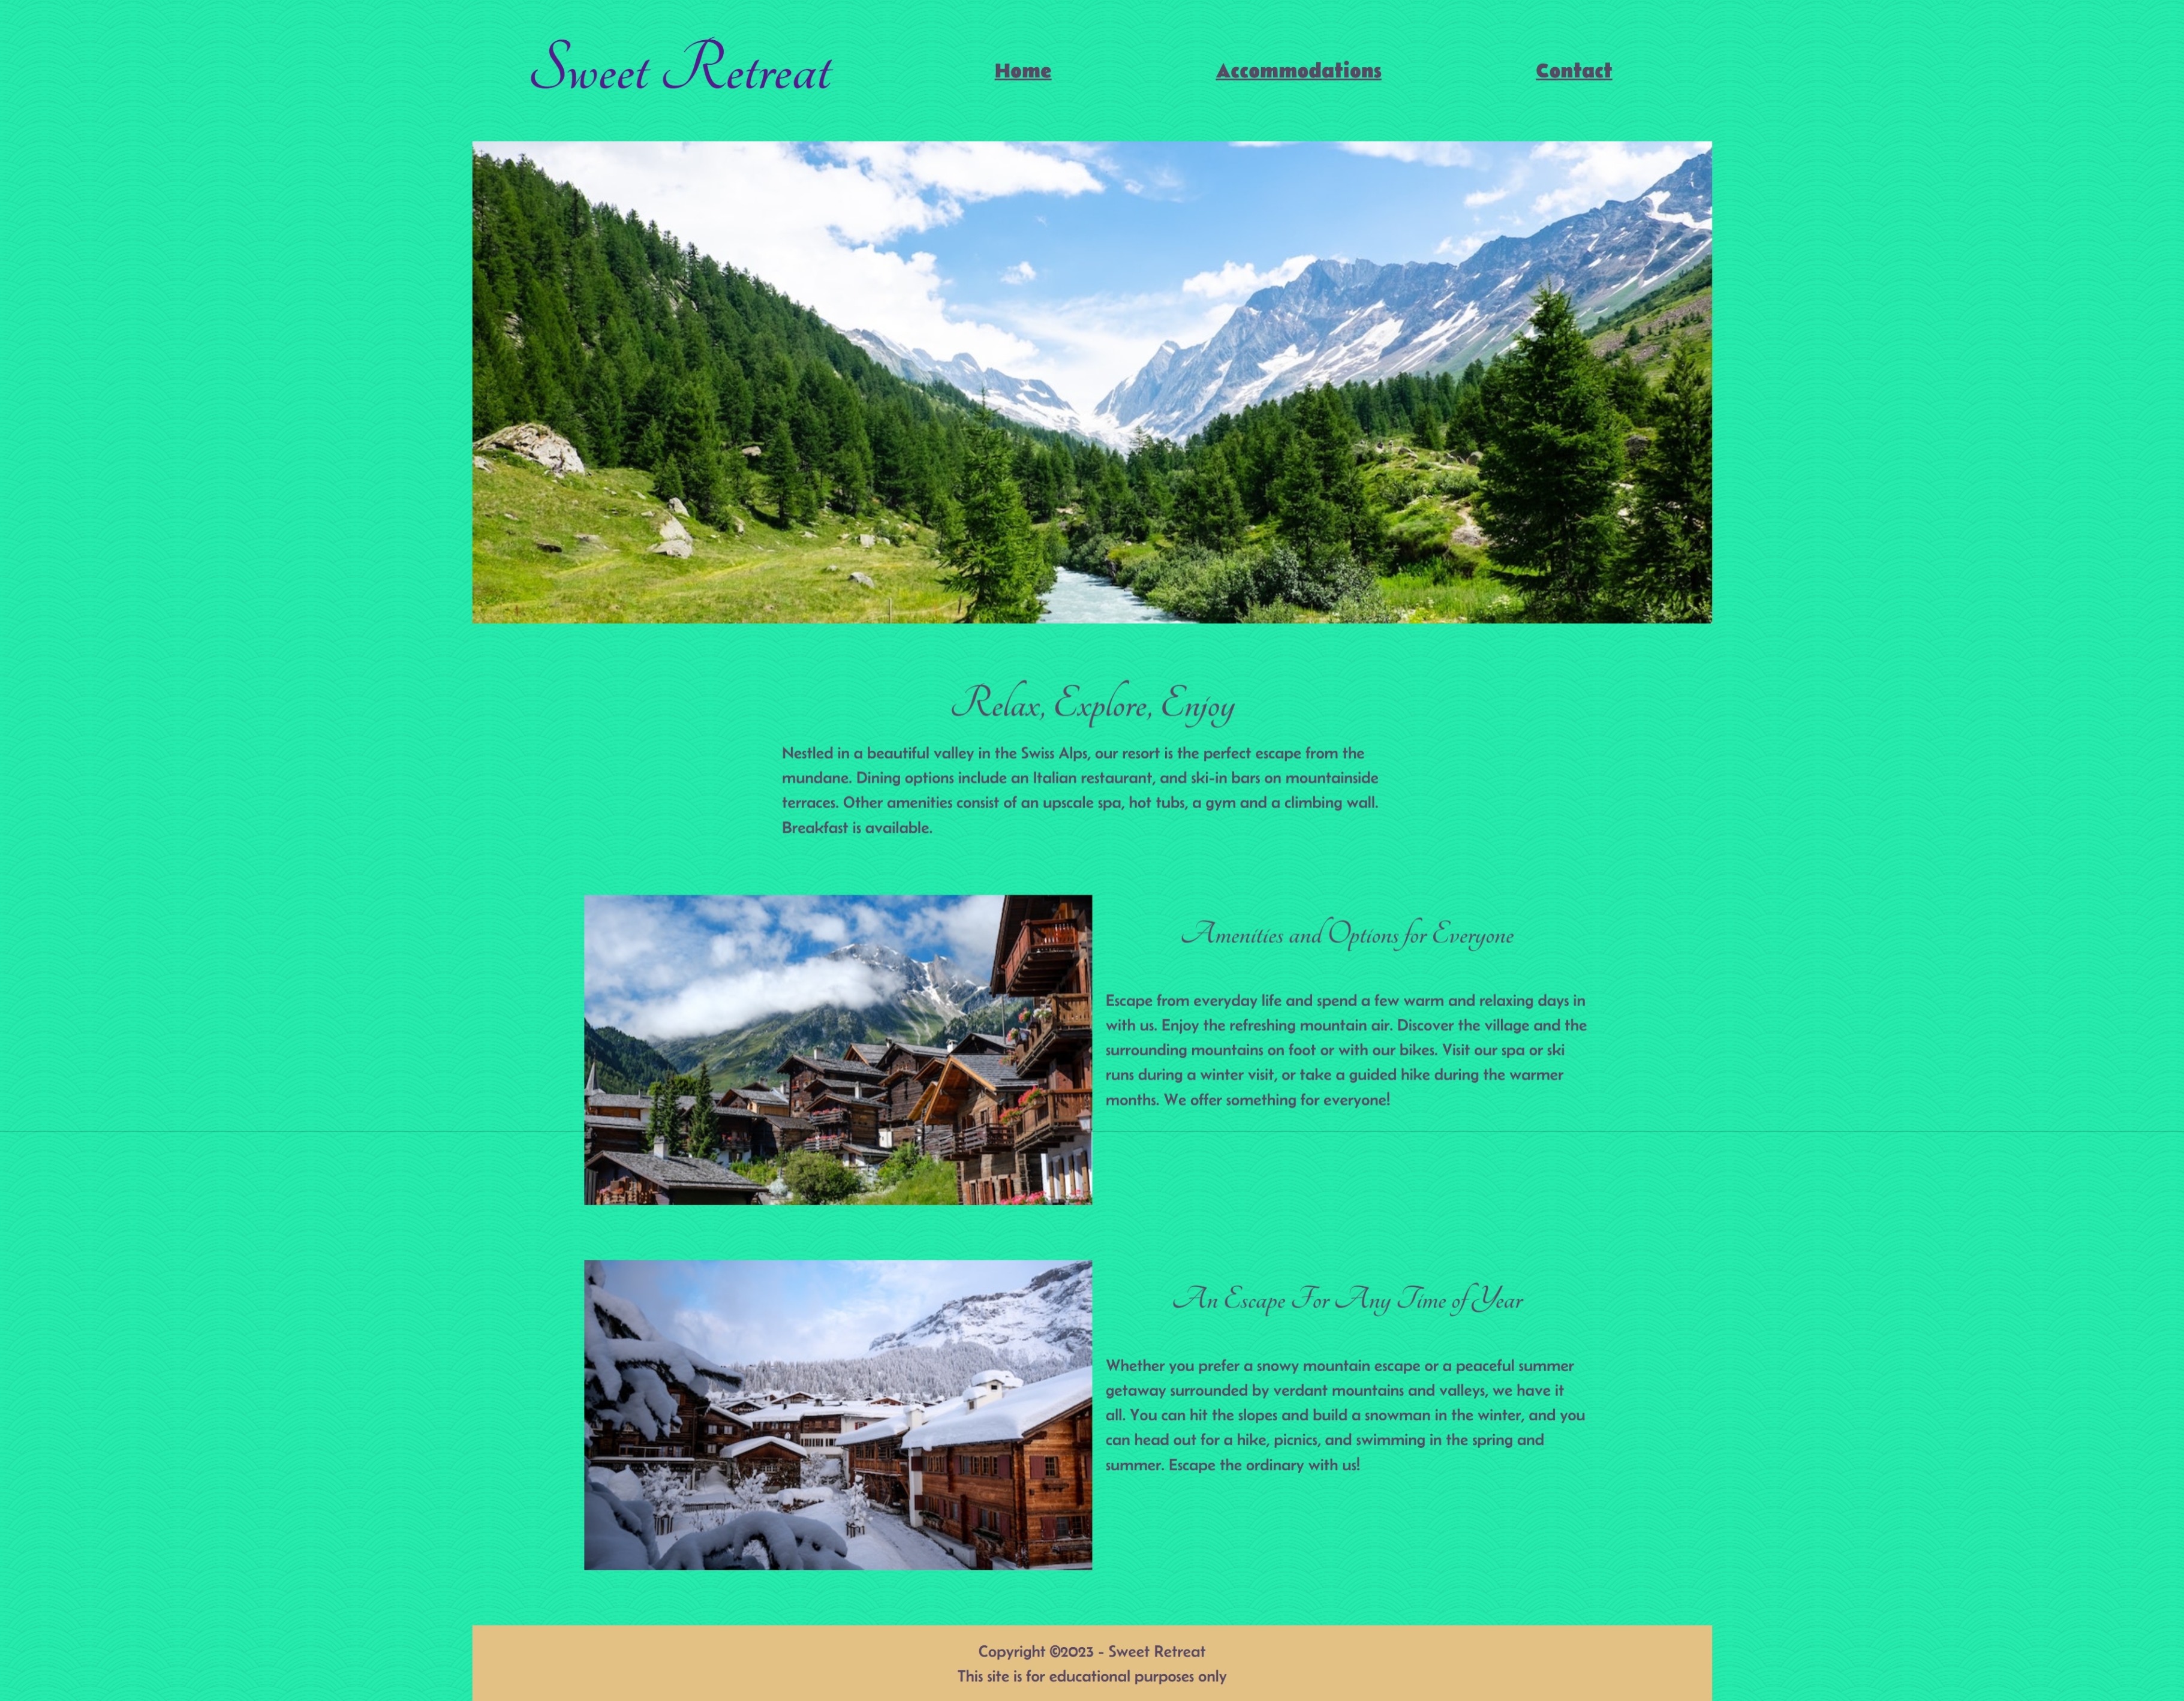 Sweet Retreat
Home
Accommodations
Contact
Relax, Explore, Enjoy
Nestled in a beautiful valley in the Swiss Alps, our resort is the perfect escape from the
mundane. Dining options include an Italian restaurant, and ski-in bars on mountainside
terraces. Other amenities consist of an upscale spa, hot tubs, a gym and a climbing wall.
Breakfast is available.
Amenities and Options for Everyone
Escape from everyday life and spend a few warm and relaxing days in
with us. Enjoy the refreshing mountain air. Discover the village and the
surrounding mountains on foot or with our bikes. Visit our spa or ski
runs during a winter visit, or take a guided hike during the warmer
months. We offer something for everyone!
An Escape For Any Time of Year
Whether you prefer a snowy mountain escape or a peaceful summer
getaway surrounded by verdant mountains and valleys, we have it
all. You can hit the slopes and build a snowman in the winter, and you
can head out for a hike, picnics, and swimming in the spring and
summer. Escape the ordinary with us!
Copyright ©2023 - Sweet Retreat
This site is for educational purposes only